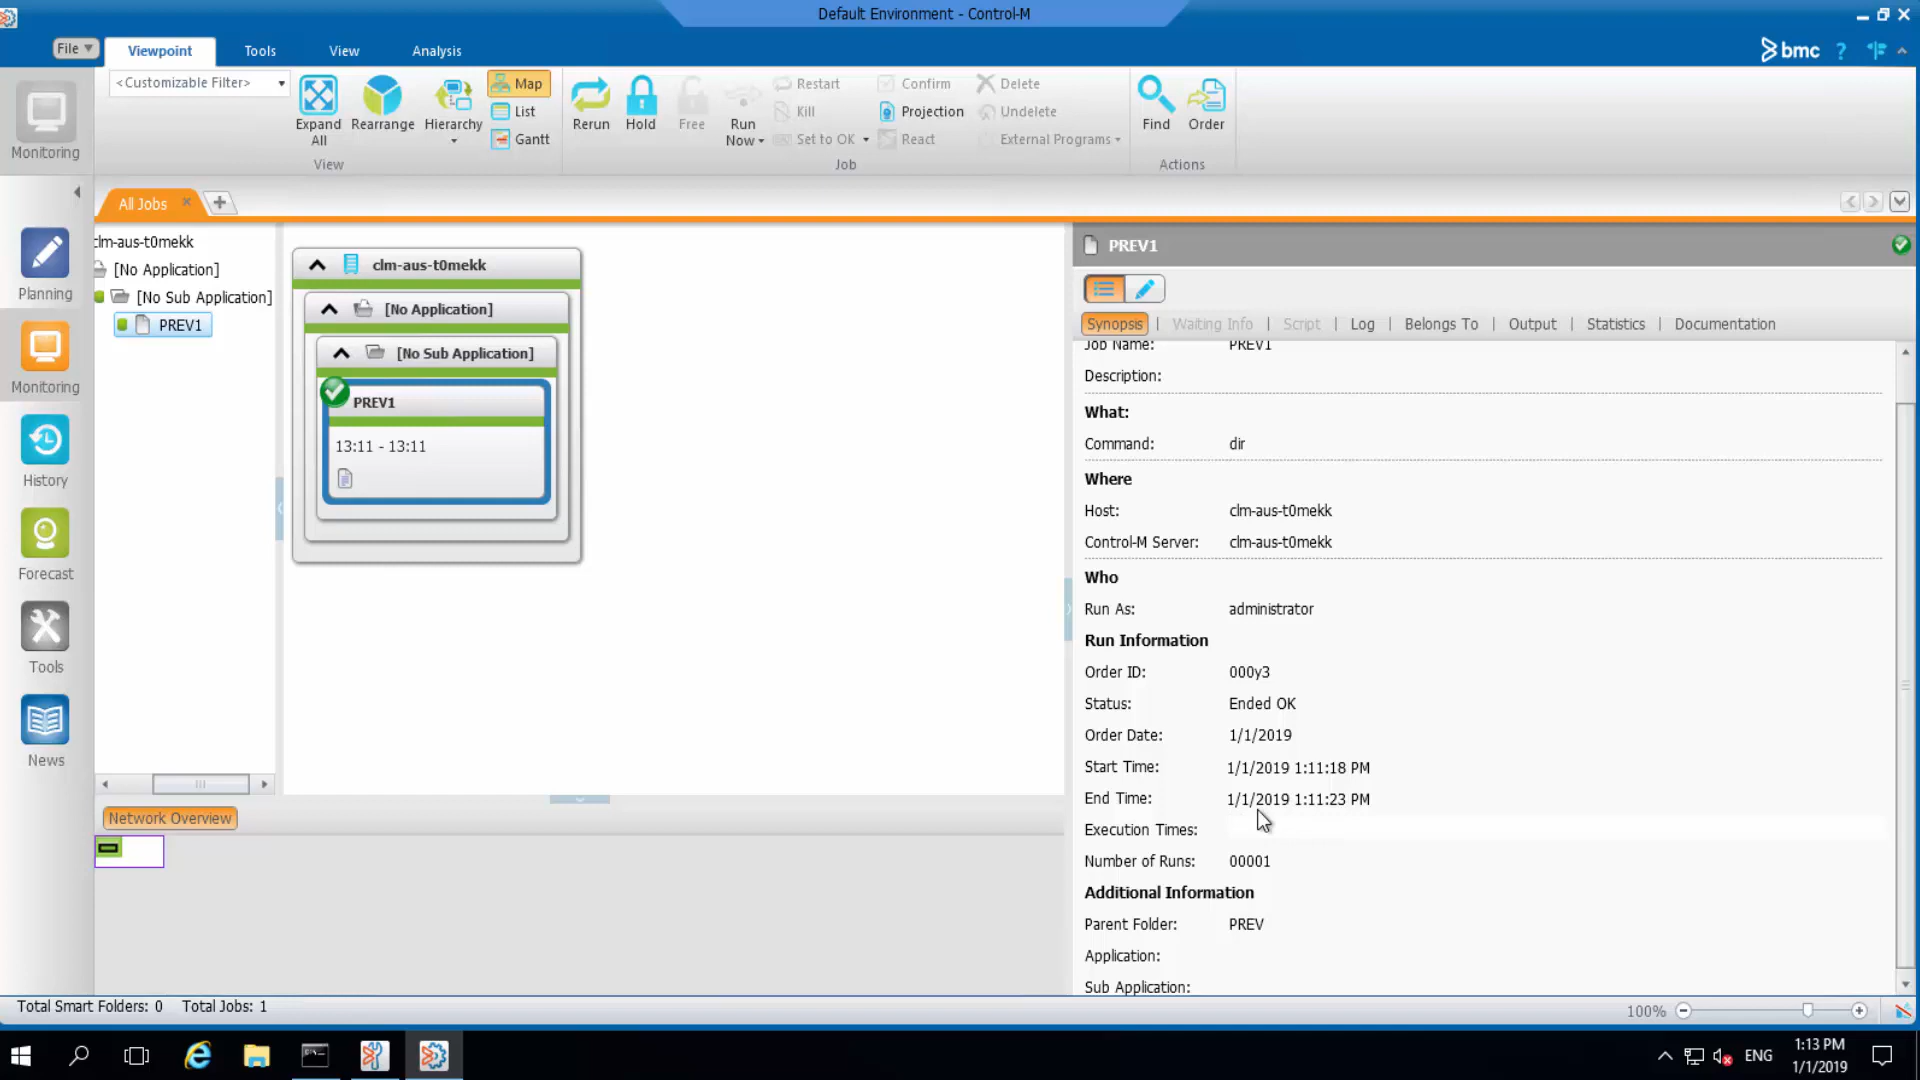 Default Environment - Control-M
File
Viewpoint
Tools
View
Analysis
bmc
?
<Customizable Filter>
Expand All
Rearrange
Hierarchy
Map
List
Gantt
View
Rerun
Hold
Free
Run Now
Restart
Kill
Set to OK
Confirm
Projection
React
Delete
Undelete
External Programs
Job
Find
Order
Actions
Monitoring
Planning
Monitoring
History
Forecast
Tools
News
All Jobs
clm-aus-t0mekk
[No Application]
[No Sub Application]
PREV1
clm-aus-t0mekk
[No Application]
[No Sub Application]
PREV1
13:11 - 13:11
Network Overview
PREV1
Synopsis | Waiting Info | Script | Log | Belongs To | Output | Statistics | Documentation
Job Name: PREV1
Description:
What:
Command: dir
Where
Host: clm-aus-t0mekk
Control-M Server: clm-aus-t0mekk
Who
Run As: administrator
Run Information
Order ID: 000y3
Status: Ended OK
Order Date: 1/1/2019
Start Time: 1/1/2019 1:11:18 PM
End Time: 1/1/2019 1:11:23 PM
Execution Times:
Number of Runs: 00001
Additional Information
Parent Folder: PREV
Application:
Sub Application:
Total Smart Folders: 0 Total Jobs: 1
100%
ENG
1:13 PM
1/1/2019